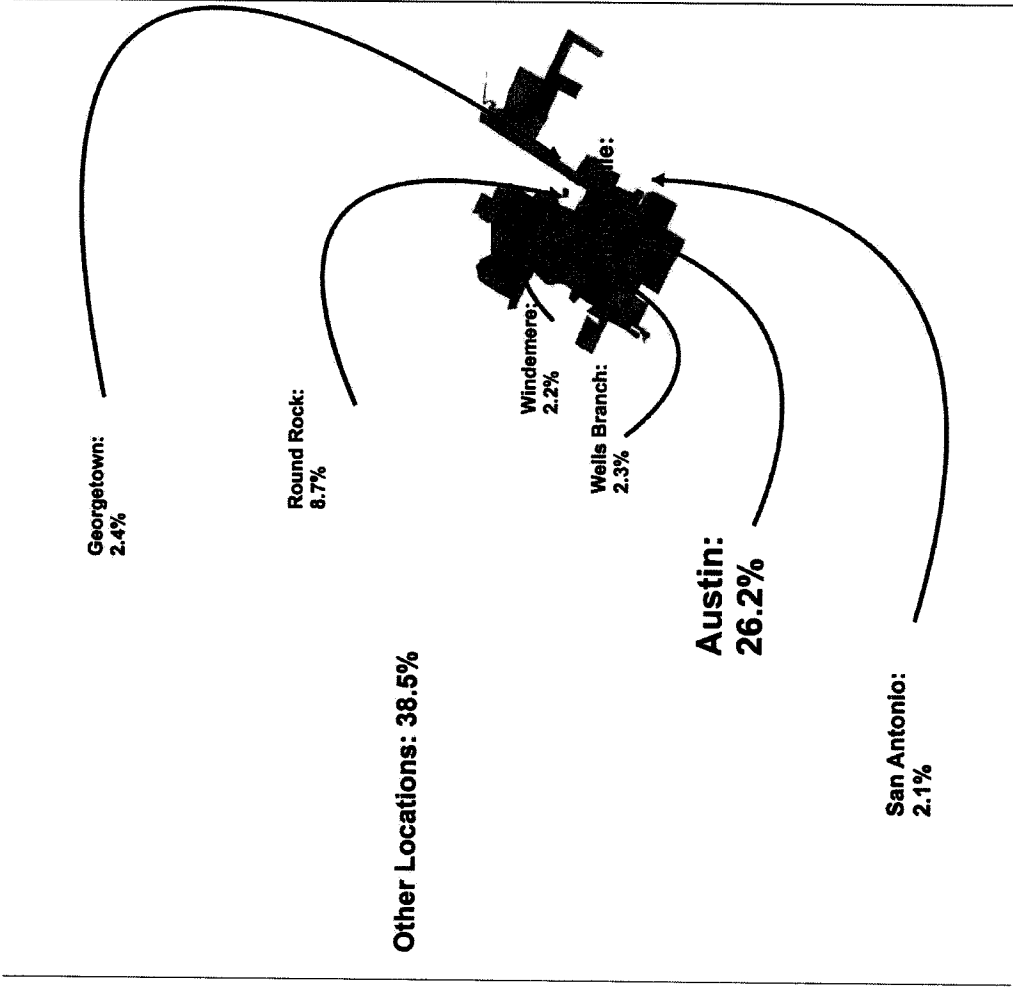 Georgetown:
2.4%
Round Rock:
8.7%
Other Locations: 38.5%
Windemere:
2.2%
Wells Branch:
2.3%
Austin:
26.2%
San Antonio:
2.1%